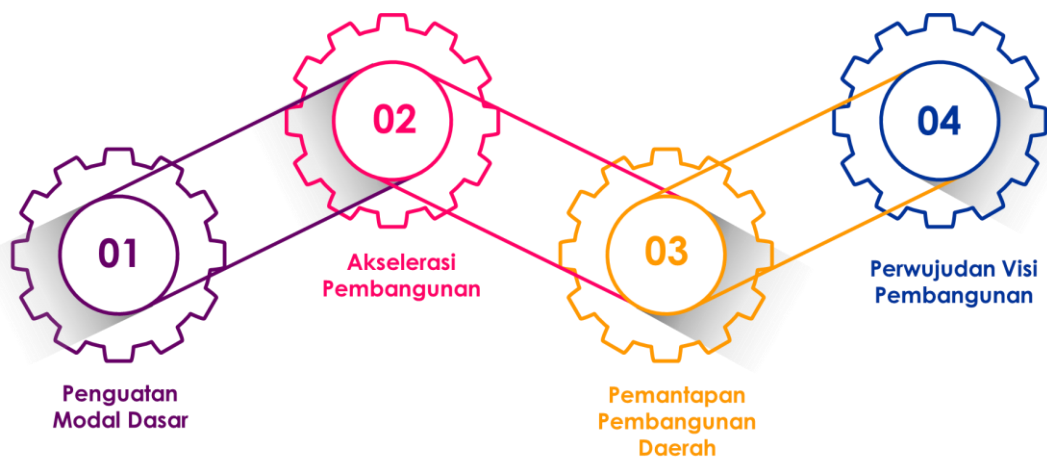 01
Penguatan
Modal Dasar
02
Akselerasi
Pembangunan
03
Pemantapan
Pembangunan
Daerah
04
Perwujudan Visi
Pembangunan